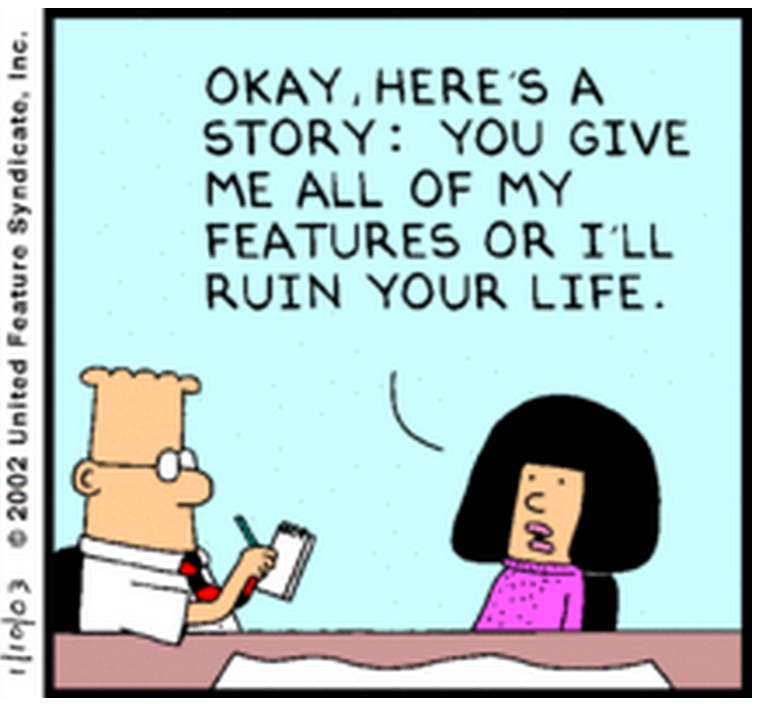 OKAY, HERE'S A
STORY: YOU GIVE
ME ALL OF MY
FEATURES OR I'LL
RUIN YOUR LIFE.
1/10/03 © 2002 United Feature Syndicate, Inc.